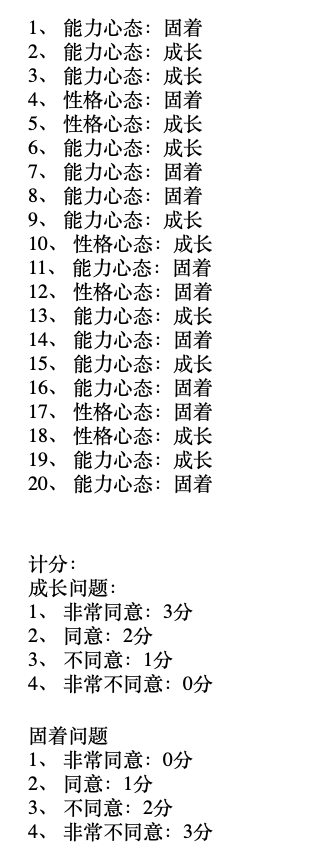 1、 能力心态：固着
2、 能力心态：成长
3、 能力心态：成长
4、 性格心态：固着
5、 性格心态：成长
6、 能力心态：成长
7、 能力心态：固着
8、 能力心态：固着
9、 能力心态：成长
10、 性格心态：成长
11、 能力心态：固着
12、 性格心态：固着
13、 能力心态：成长
14、 能力心态：固着
15、 能力心态：成长
16、 能力心态：固着
17、 性格心态：固着
18、 性格心态：成长
19、 能力心态：成长
20、 能力心态：固着
计分：
成长问题：
1、 非常同意：3分
2、 同意：2分
3、 不同意：1分
4、 非常不同意：0分
固着问题
1、 非常同意：0分
2、 同意：1分
3、 不同意：2分
4、 非常不同意：3分